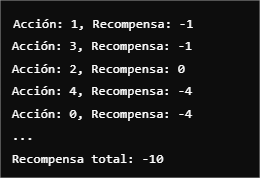 Acción: 1, Recompensa: -1
Acción: 3, Recompensa: -1
Acción: 2, Recompensa: 0
Acción: 4, Recompensa: -4
Acción: 0, Recompensa: -4
...
Recompensa total: -10